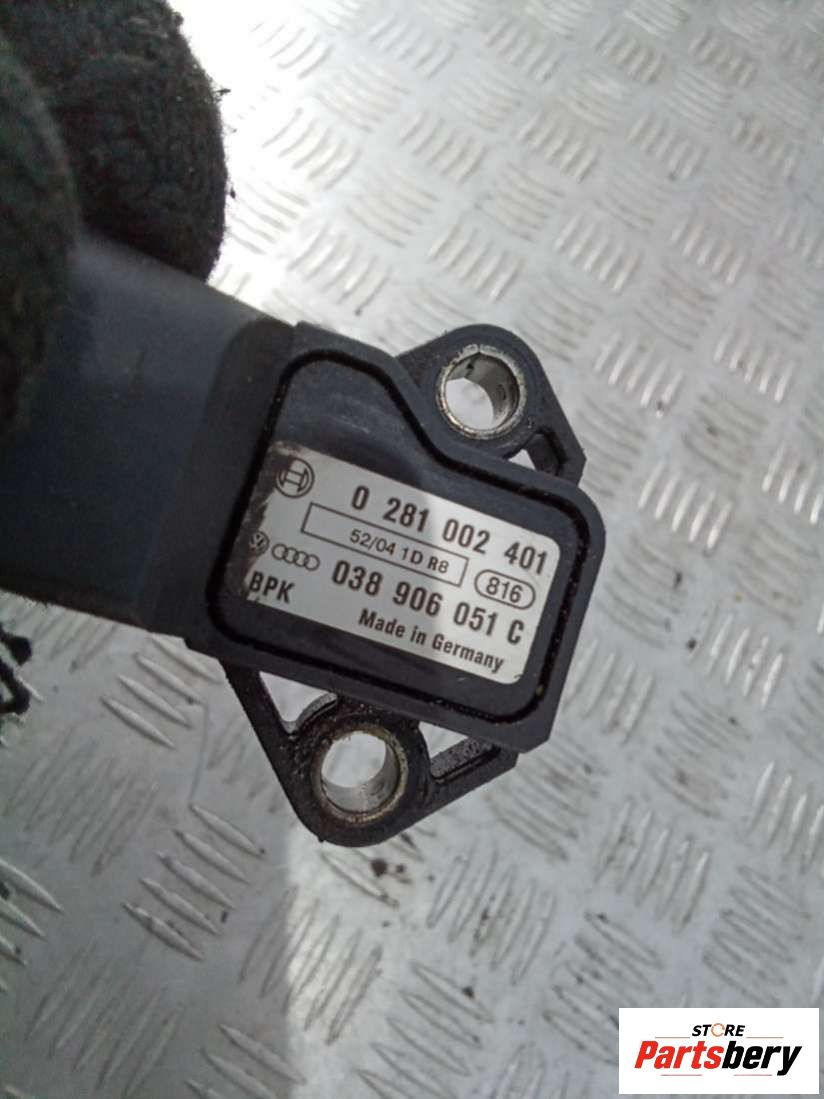 0 281 002 401
52/04 1D R8
816
038 906 051 C
BPK
Made in Germany
STORE
Partsbery